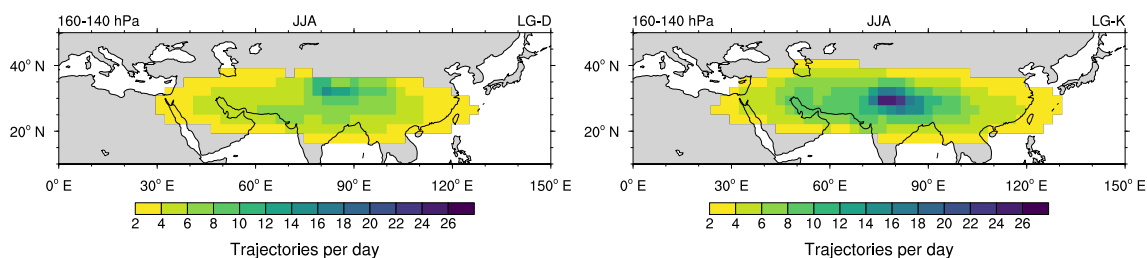 160-140 hPa JJA LG-D
40° N
20° N
0° E 30° E 60° E 90° E 120° E 150° E
2 4 6 8 10 12 14 16 18 20 22 24 26
Trajectories per day
160-140 hPa JJA LG-K
40° N
20° N
0° E 30° E 60° E 90° E 120° E 150° E
2 4 6 8 10 12 14 16 18 20 22 24 26
Trajectories per day